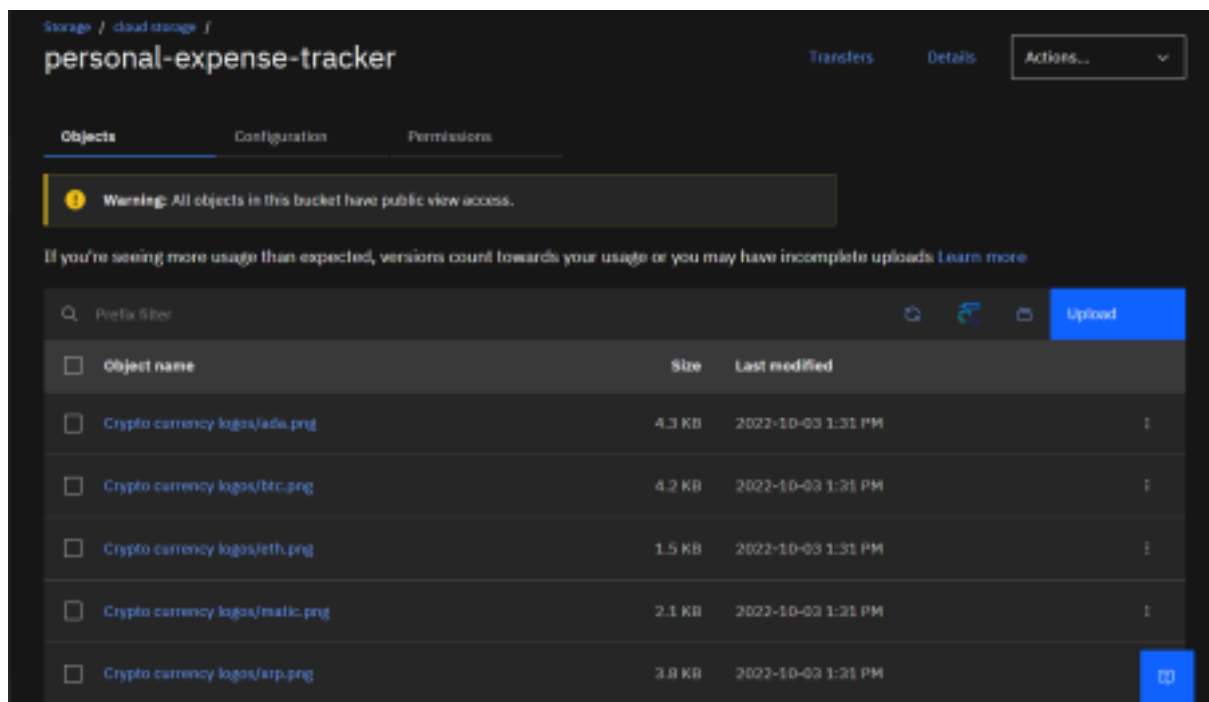 Storage / cloud storage /
personal-expense-tracker
Transfers Details Actions...
Objects Configuration Permissions
Warning: All objects in this bucket have public view access.
If you're seeing more usage than expected, versions count towards your usage or you may have incomplete uploads Learn more
Prefix filter Upload
Object name Size Last modified
Crypto currency logos/ada.png 4.3 KB 2022-10-03 1:31 PM
Crypto currency logos/btc.png 4.2 KB 2022-10-03 1:31 PM
Crypto currency logos/eth.png 1.5 KB 2022-10-03 1:31 PM
Crypto currency logos/matic.png 2.1 KB 2022-10-03 1:31 PM
Crypto currency logos/xrp.png 3.8 KB 2022-10-03 1:31 PM